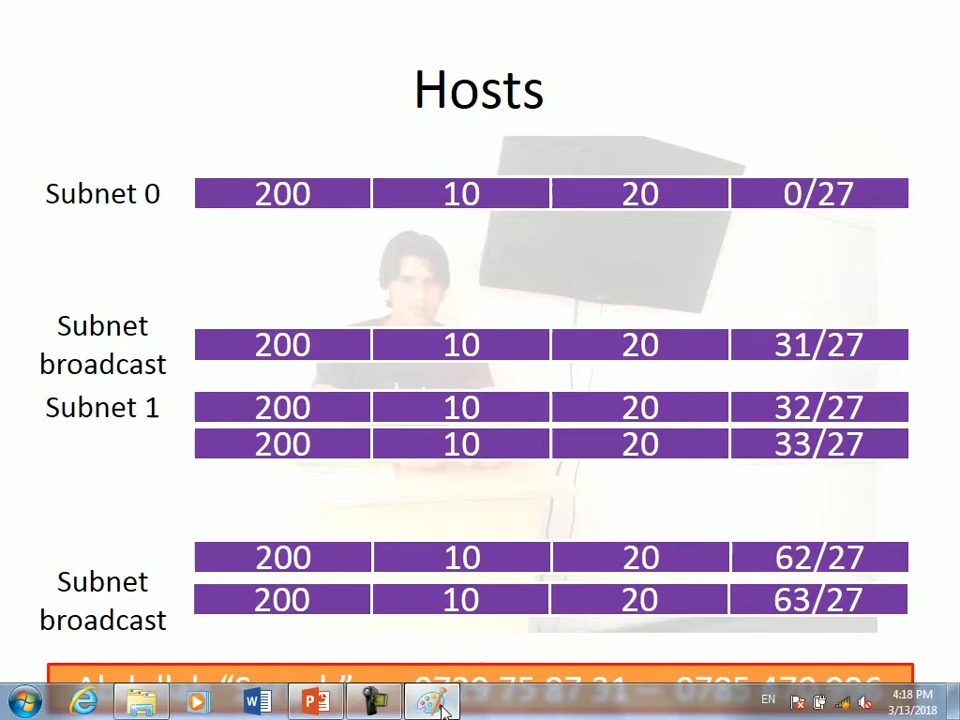 Hosts
Subnet 0 200 10 20 0/27
Subnet
broadcast
200 10 20 31/27
Subnet 1 200 10 20 32/27
200 10 20 33/27
200 10 20 62/27
Subnet
broadcast
200 10 20 63/27
EN
4:18 PM
3/13/2018